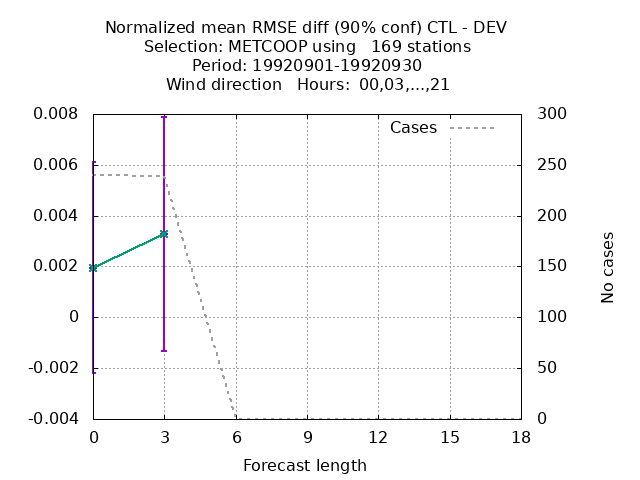 Normalized mean RMSE diff (90% conf) CTL - DEV
Selection: METCOOP using   169 stations
Period: 19920901-19920930
Wind direction   Hours:  00,03,...,21
Cases
0.008
0.006
0.004
0.002
0
-0.002
-0.004
300
250
200
150
100
50
0
No cases
0 3 6 9 12 15 18
Forecast length